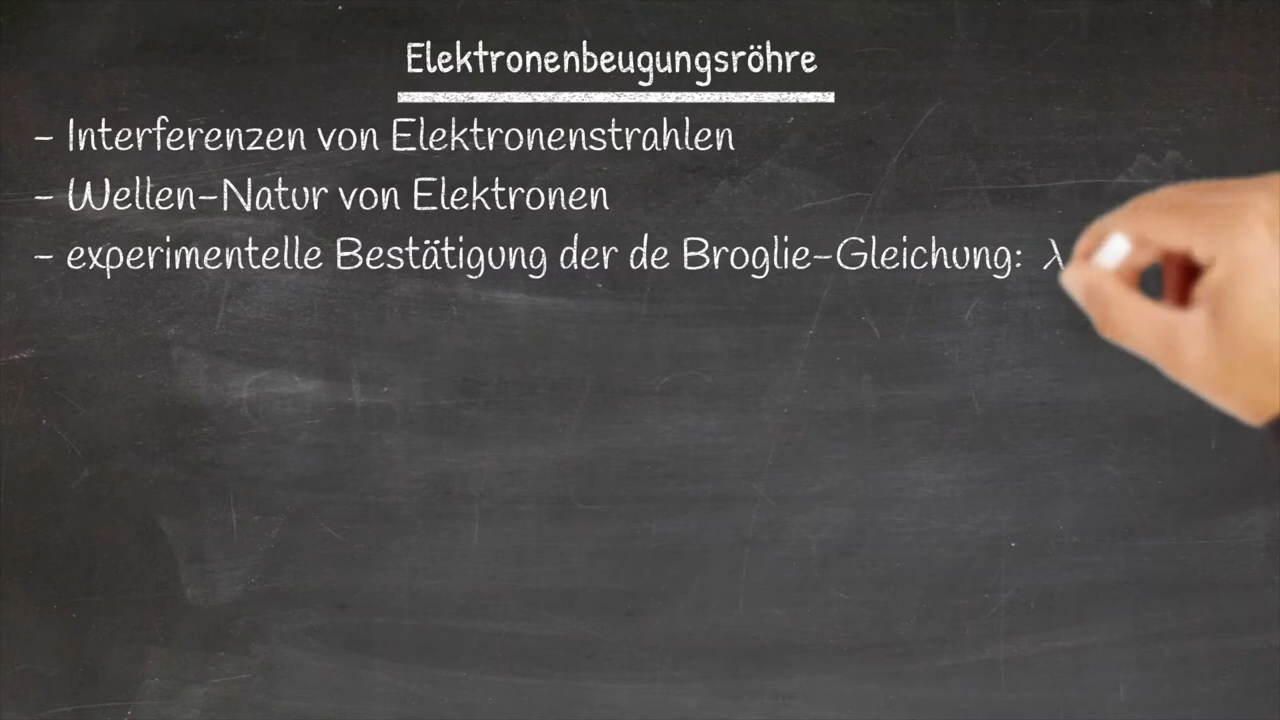 Elektronenbeugungsröhre
- Interferenzen von Elektronenstrahlen
- Wellen-Natur von Elektronen
- experimentelle Bestätigung der de Broglie-Gleichung: λ